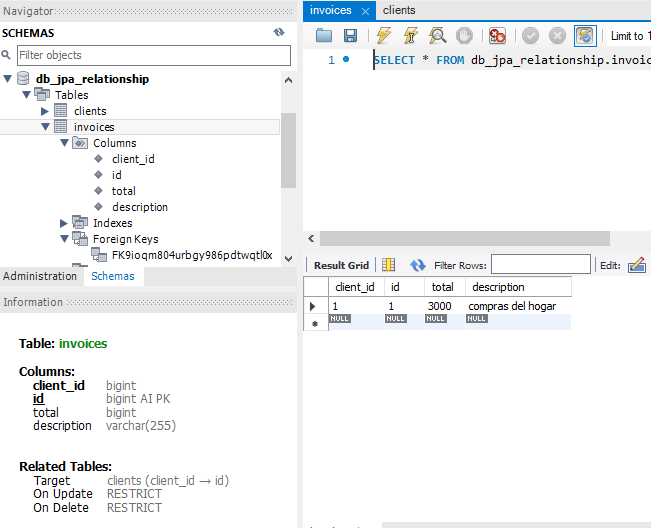 Navigator
SCHEMAS
Filter objects
db_jpa_relationship
Tables
clients
invoices
Columns
client_id
id
total
description
Indexes
Foreign Keys
FK9ioqm804urbgy986pdtwqtl0x
Administration Schemas
Information
Table: invoices
Columns:
client_id bigint
id bigint AI PK
total bigint
description varchar(255)
Related Tables:
Target clients (client_id → id)
On Update RESTRICT
On Delete RESTRICT
invoices clients
Limit to 1
1 SELECT * FROM db_jpa_relationship.invoic
Result Grid Filter Rows: Edit:
client_id id total description
1 1 3000 compras del hogar
NULL NULL NULL NULL